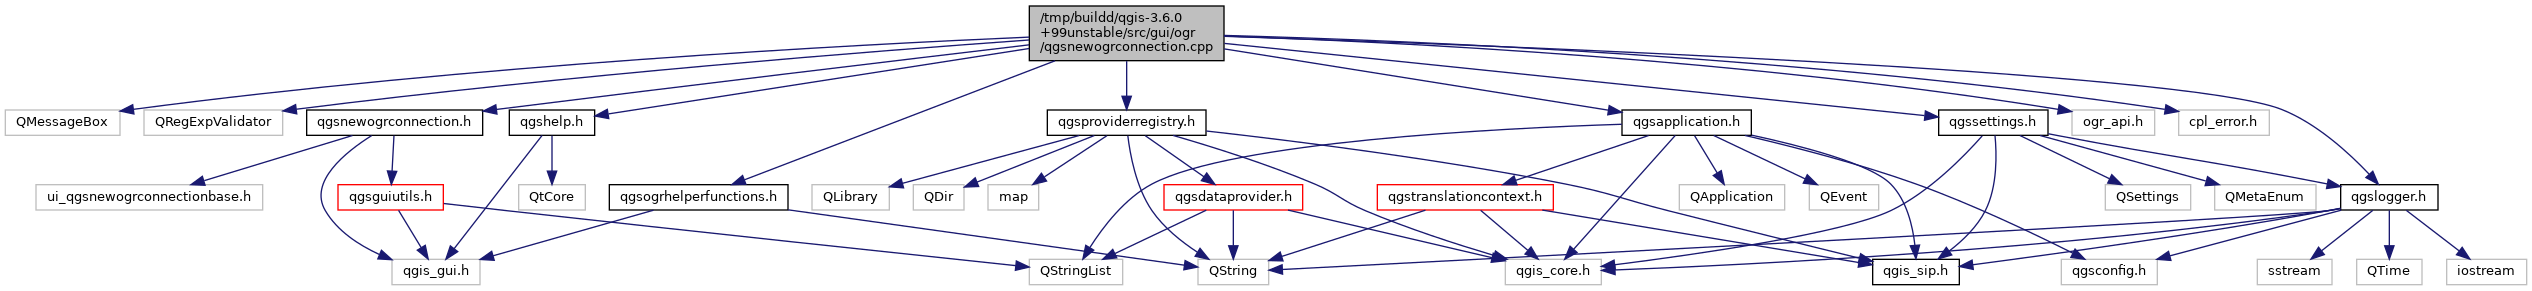 /tmp/buildd/qgis-3.6.0
+99unstable/src/gui/ogr
/qgsnewogrconnection.cpp
QMessageBox
QRegExpValidator
qgsnewogrconnection.h
qgshelp.h
qgsproviderregistry.h
qgsapplication.h
qgssettings.h
ogr_api.h
cpl_error.h
ui_qgsnewogrconnectionbase.h
qgsguiutils.h
QtCore
qgsogrhelperfunctions.h
QLibrary
QDir
map
qgsdataprovider.h
qgstranslationcontext.h
QApplication
QEvent
QSettings
QMetaEnum
qgslogger.h
qgis_gui.h
QStringList
QString
qgis_core.h
qgis_sip.h
qgsconfig.h
sstream
QTime
iostream